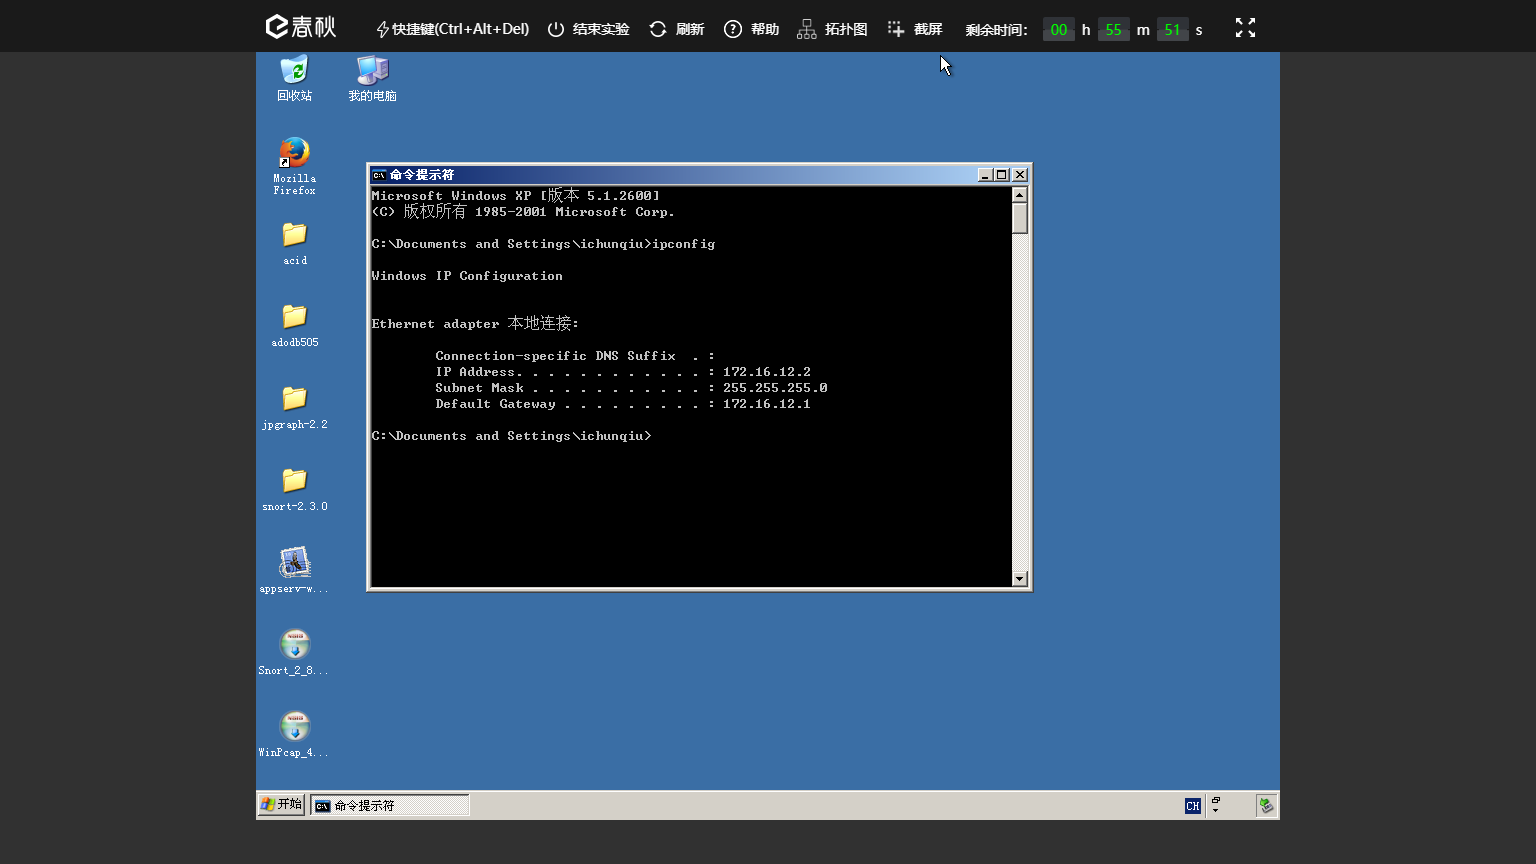 e春秋 快捷键(Ctrl+Alt+Del) 结束实验 刷新 帮助 拓扑图 截屏 剩余时间: 00 h 55 m 51 s
回收站
我的电脑
Mozilla
Firefox
acid
adodb505
jpgraph-2.2
snort-2.3.0
appserv-w...
Snort_2_8...
WinPcap_4...
命令提示符
Microsoft Windows XP [版本 5.1.2600]
(C) 版权所有 1985-2001 Microsoft Corp.
C:\Documents and Settings\ichunqiu>ipconfig
Windows IP Configuration
Ethernet adapter 本地连接:
Connection-specific DNS Suffix . :
IP Address. . . . . . . . . . . . : 172.16.12.2
Subnet Mask . . . . . . . . . . . : 255.255.255.0
Default Gateway . . . . . . . . . : 172.16.12.1
C:\Documents and Settings\ichunqiu>
开始 命令提示符 CH